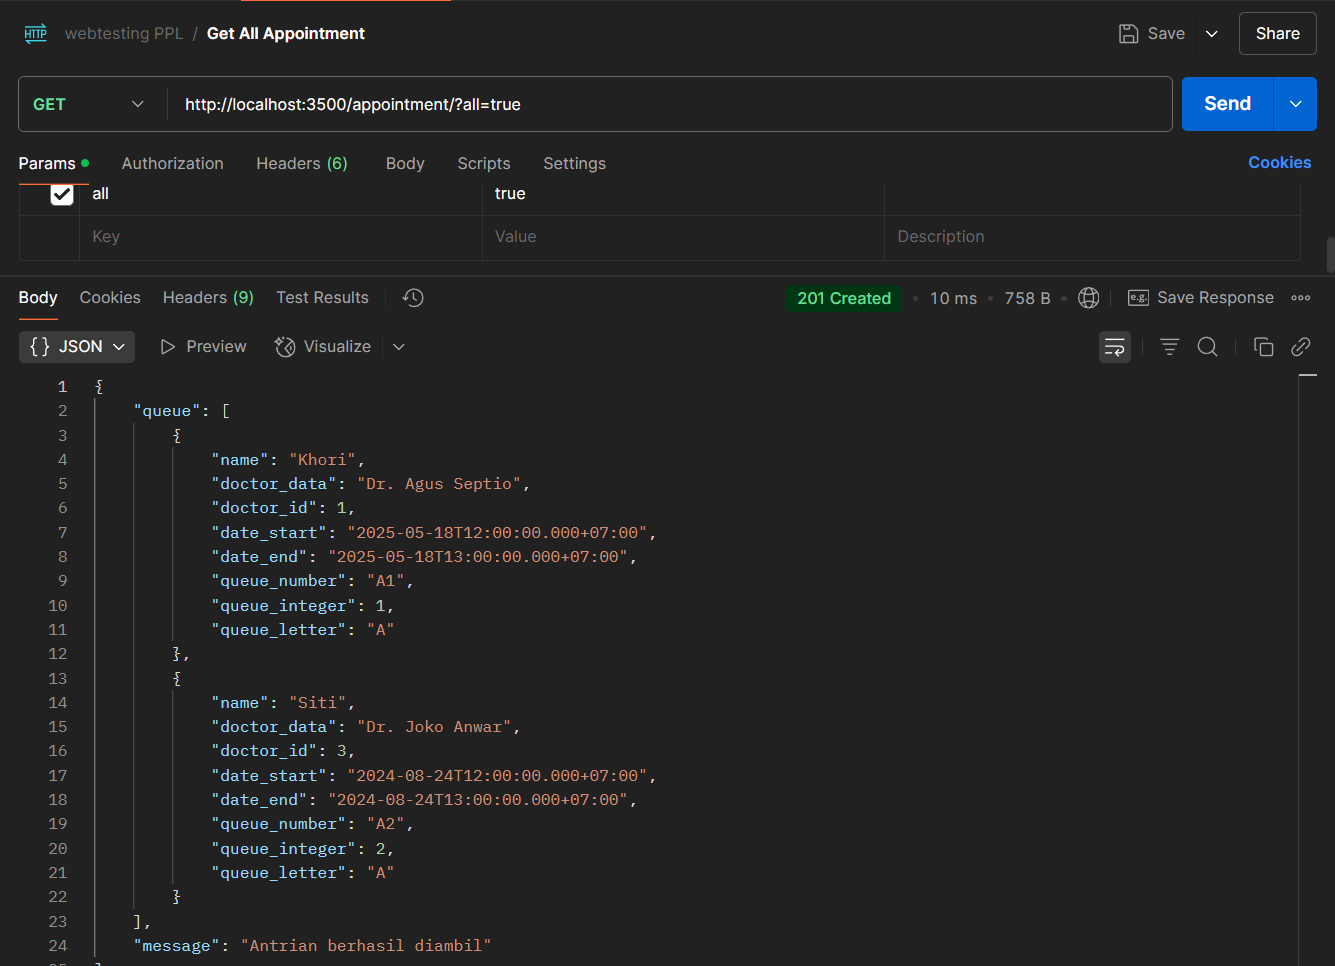 HTTP webtesting PPL / Get All Appointment Save Share
GET http://localhost:3500/appointment/?all=true Send
Params Authorization Headers (6) Body Scripts Settings Cookies
all true
Key Value Description
Body Cookies Headers (9) Test Results 201 Created • 10 ms • 758 B • e.g. Save Response
{} JSON Preview Visualize
1 {
2 "queue": [
3 {
4 "name": "Khori",
5 "doctor_data": "Dr. Agus Septio",
6 "doctor_id": 1,
7 "date_start": "2025-05-18T12:00:00.000+07:00",
8 "date_end": "2025-05-18T13:00:00.000+07:00",
9 "queue_number": "A1",
10 "queue_integer": 1,
11 "queue_letter": "A"
12 },
13 {
14 "name": "Siti",
15 "doctor_data": "Dr. Joko Anwar",
16 "doctor_id": 3,
17 "date_start": "2024-08-24T12:00:00.000+07:00",
18 "date_end": "2024-08-24T13:00:00.000+07:00",
19 "queue_number": "A2",
20 "queue_integer": 2,
21 "queue_letter": "A"
22 }
23 ],
24 "message": "Antrian berhasil diambil"